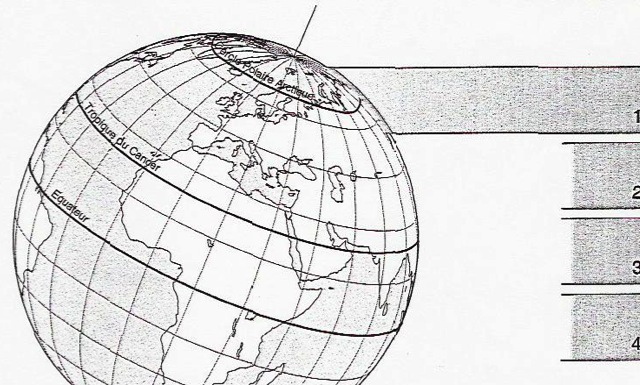 Cercle Polaire Arctique
Tropique du Cancer
Equateur
1
2
3
4